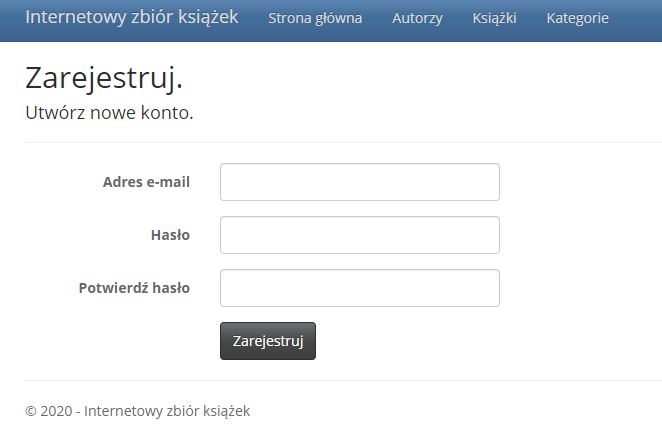 Internetowy zbiór książek Strona główna Autorzy Książki Kategorie
Zarejestruj.
Utwórz nowe konto.
Adres e-mail
Hasło
Potwierdź hasło
Zarejestruj
© 2020 - Internetowy zbiór książek